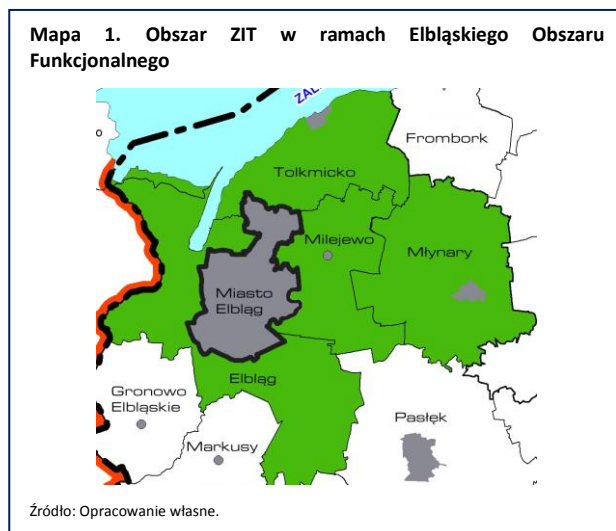 Mapa 1. Obszar ZIT w ramach Elbląskiego Obszaru
Funkcjonalnego
Frombork
Tolkmicko
Milejewo
Młynary
Miasto
Elbląg
Elbląg
Gronowo
Elbląskie
Markusy
Pasłęk
Źródło: Opracowanie własne.